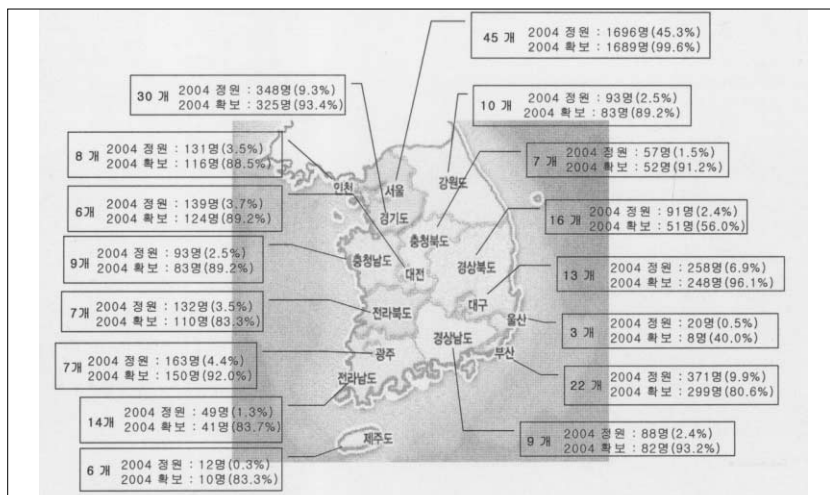 45 개 2004 정원 : 1696명(45.3%)
2004 확보 : 1689명(99.6%)
30 개 2004 정원 : 348명(9.3%)
2004 확보 : 325명(93.4%)
10 개 2004 정원 : 93명(2.5%)
2004 확보 : 83명(89.2%)
8 개 2004 정원 : 131명(3.5%)
2004 확보 : 116명(88.5%)
7 개 2004 정원 : 57명(1.5%)
2004 확보 : 52명(91.2%)
6개 2004 정원 : 139명(3.7%)
2004 확보 : 124명(89.2%)
16 개 2004 정원 : 91명(2.4%)
2004 확보 : 51명(56.0%)
9개 2004 정원 : 93명(2.5%)
2004 확보 : 83명(89.2%)
13 개 2004 정원 : 258명(6.9%)
2004 확보 : 248명(96.1%)
7개 2004 정원 : 132명(3.5%)
2004 확보 : 110명(83.3%)
3 개 2004 정원 : 20명(0.5%)
2004 확보 : 8명(40.0%)
7개 2004 정원 : 163명(4.4%)
2004 확보 : 150명(92.0%)
22 개 2004 정원 : 371명(9.9%)
2004 확보 : 299명(80.6%)
14개 2004 정원 : 49명(1.3%)
2004 확보 : 41명(83.7%)
9 개 2004 정원 : 88명(2.4%)
2004 확보 : 82명(93.2%)
6 개 2004 정원 : 12명(0.3%)
2004 확보 : 10명(83.3%)
인천
서울
강원도
경기도
충청북도
충청남도
대전
경상북도
전라북도
대구
울산
경상남도
광주
부산
전라남도
제주도